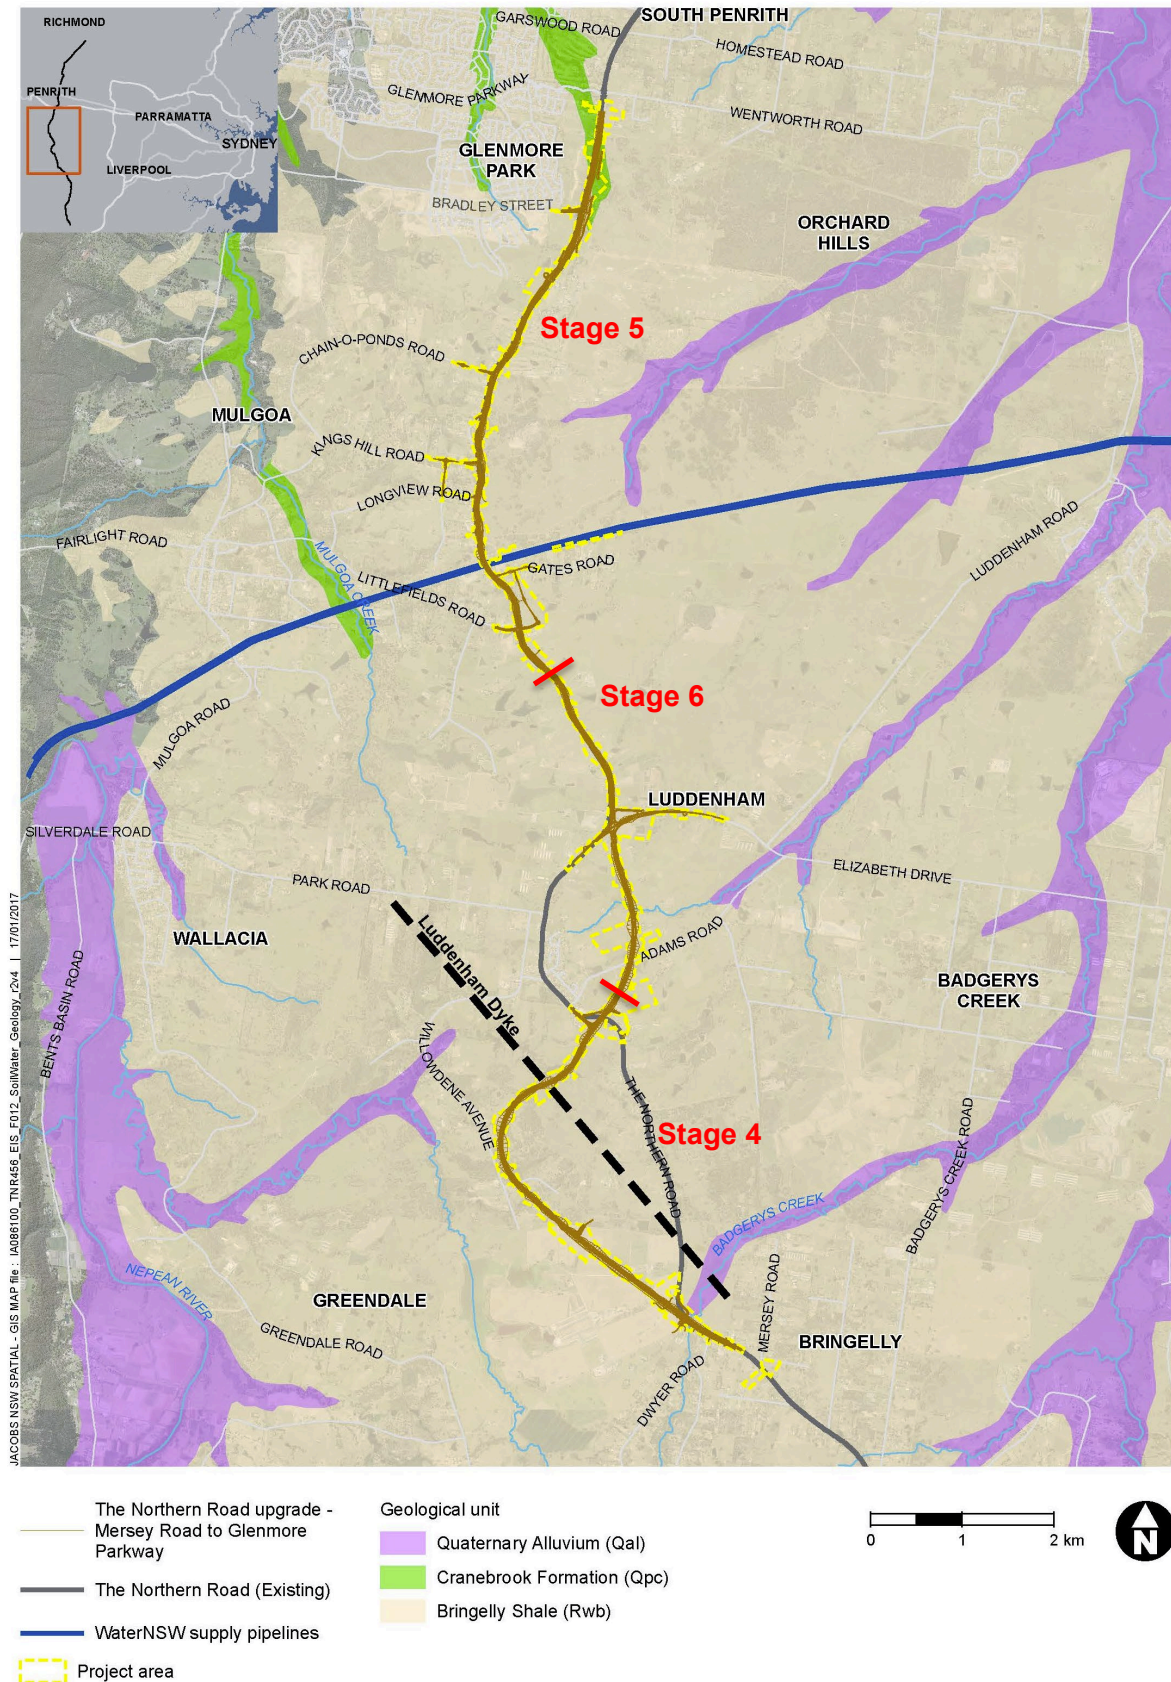 RICHMOND
PENRITH
PARRAMATTA
SYDNEY
LIVERPOOL
SOUTH PENRITH
GARSWOOD ROAD
HOMESTEAD ROAD
GLENMORE PARKWAY
WENTWORTH ROAD
GLENMORE
PARK
BRADLEY STREET
ORCHARD
HILLS
Stage 5
CHAIN-O-PONDS ROAD
MULGOA
KINGS HILL ROAD
LONGVIEW ROAD
FAIRLIGHT ROAD
MULGOA CREEK
LITTLEFIELDS ROAD
GATES ROAD
LUDDENHAM ROAD
Stage 6
MULGOA ROAD
LUDDENHAM
SILVERDALE ROAD
PARK ROAD
ELIZABETH DRIVE
WALLACIA
Luddenham Dyke
ADAMS ROAD
BADGERYS
CREEK
BENTS BASIN ROAD
WILLOWDENE AVENUE
THE NORTHERN ROAD
Stage 4
BADGERYS CREEK ROAD
BADGERYS CREEK
NEPEAN RIVER
GREENDALE
GREENDALE ROAD
MERSEY ROAD
BRINGELLY
DWYER ROAD
JACOBS NSW SPATIAL - GIS MAP file : IA086100_TNR456_EIS_F012_SoilWater_Geology_r2v4 | 17/01/2017
The Northern Road upgrade -
Mersey Road to Glenmore
Parkway
The Northern Road (Existing)
WaterNSW supply pipelines
Project area
Geological unit
Quaternary Alluvium (Qal)
Cranebrook Formation (Qpc)
Bringelly Shale (Rwb)
0 1 2 km
N